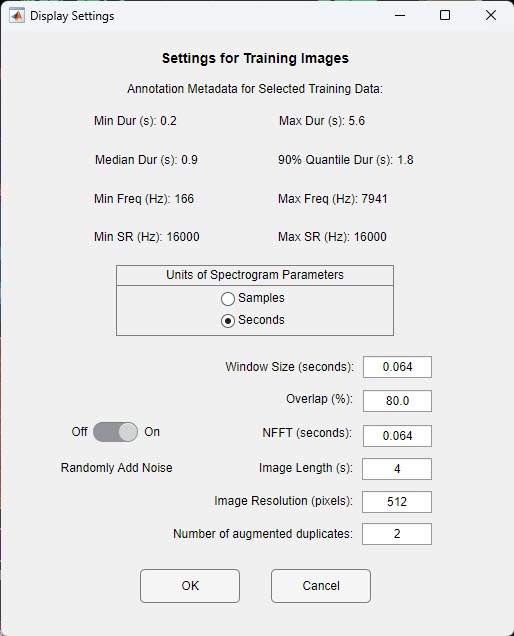 Display Settings
Settings for Training Images
Annotation Metadata for Selected Training Data:
Min Dur (s): 0.2 Max Dur (s): 5.6
Median Dur (s): 0.9 90% Quantile Dur (s): 1.8
Min Freq (Hz): 166 Max Freq (Hz): 7941
Min SR (Hz): 16000 Max SR (Hz): 16000
Units of Spectrogram Parameters
Samples
Seconds
Window Size (seconds): 0.064
Overlap (%): 80.0
Off On NFFT (seconds): 0.064
Randomly Add Noise Image Length (s): 4
Image Resolution (pixels): 512
Number of augmented duplicates: 2
OK Cancel